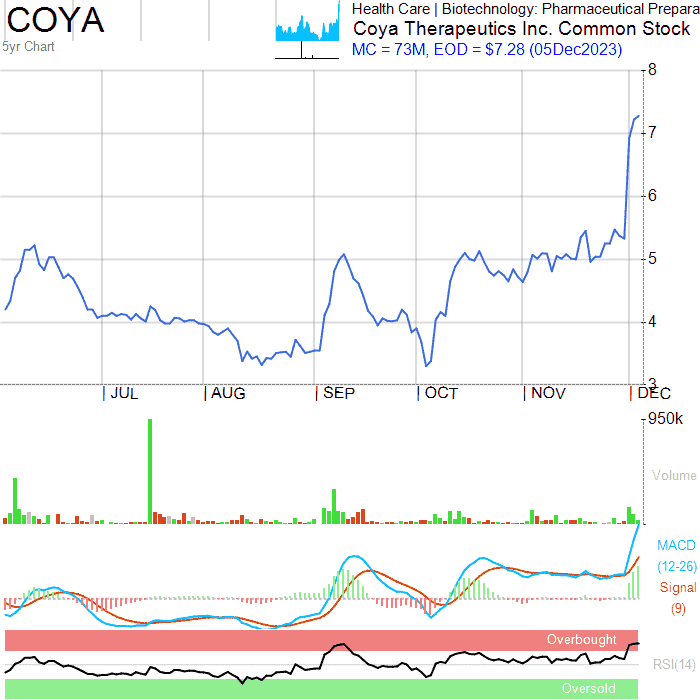 COYA
Health Care | Biotechnology: Pharmaceutical Prepara
Coya Therapeutics Inc. Common Stock
5yr Chart
MC = 73M, EOD = $7.28 (05Dec2023)
8
7
6
5
4
3
JUL AUG SEP OCT NOV DEC
950k
Volume
MACD
(12-26)
Signal
(9)
Overbought
RSI(14)
Oversold